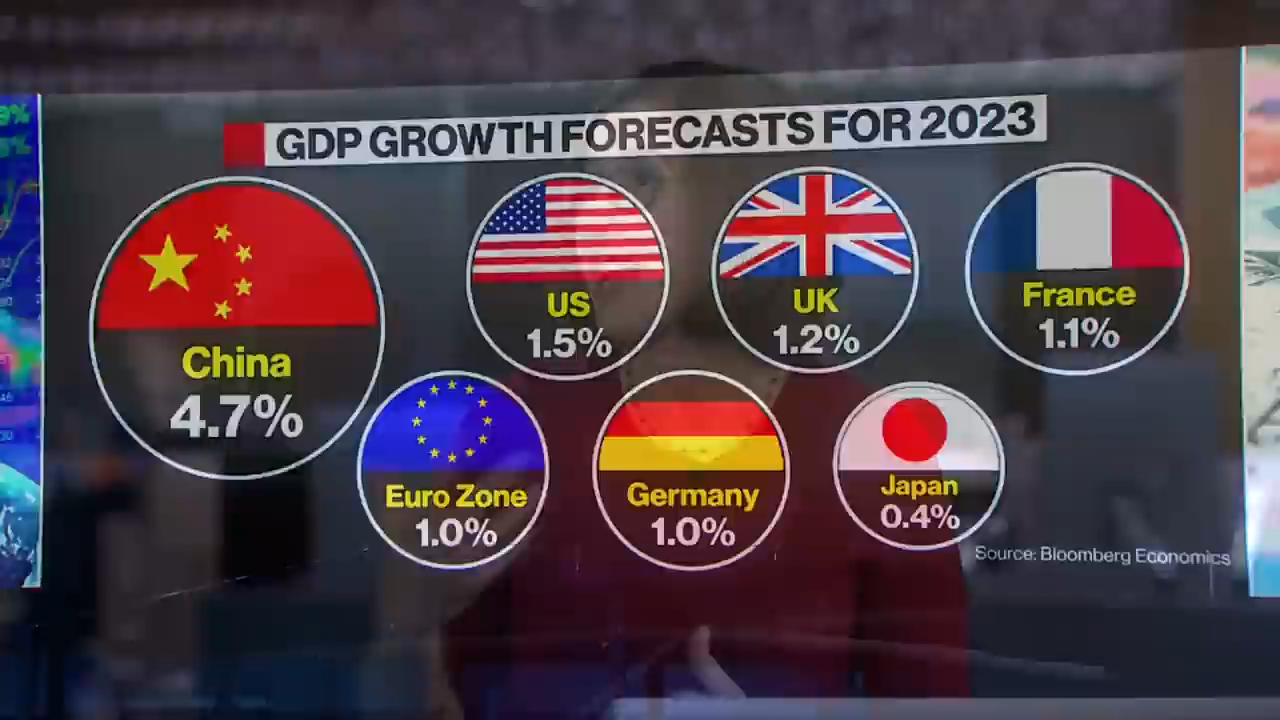 GDP GROWTH FORECASTS FOR 2023
China
4.7%
US
1.5%
UK
1.2%
France
1.1%
Euro Zone
1.0%
Germany
1.0%
Japan
0.4%
Source: Bloomberg Economics